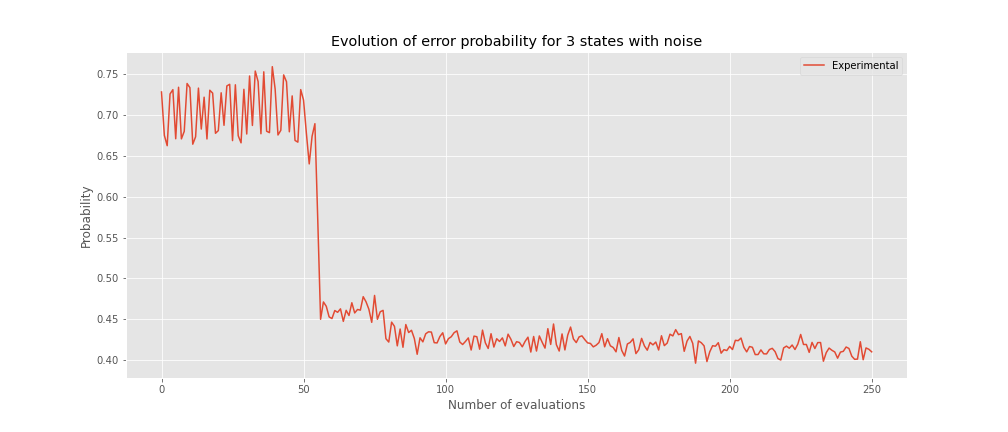 Evolution of error probability for 3 states with noise
Experimental
0.75
0.70
0.65
0.60
0.55
0.50
0.45
0.40
Probability
0 50 100 150 200 250
Number of evaluations